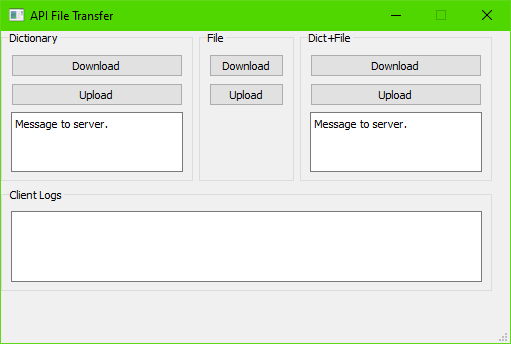 API File Transfer
Dictionary
Download
Upload
Message to server.
File
Download
Upload
Dict+File
Download
Upload
Message to server.
Client Logs